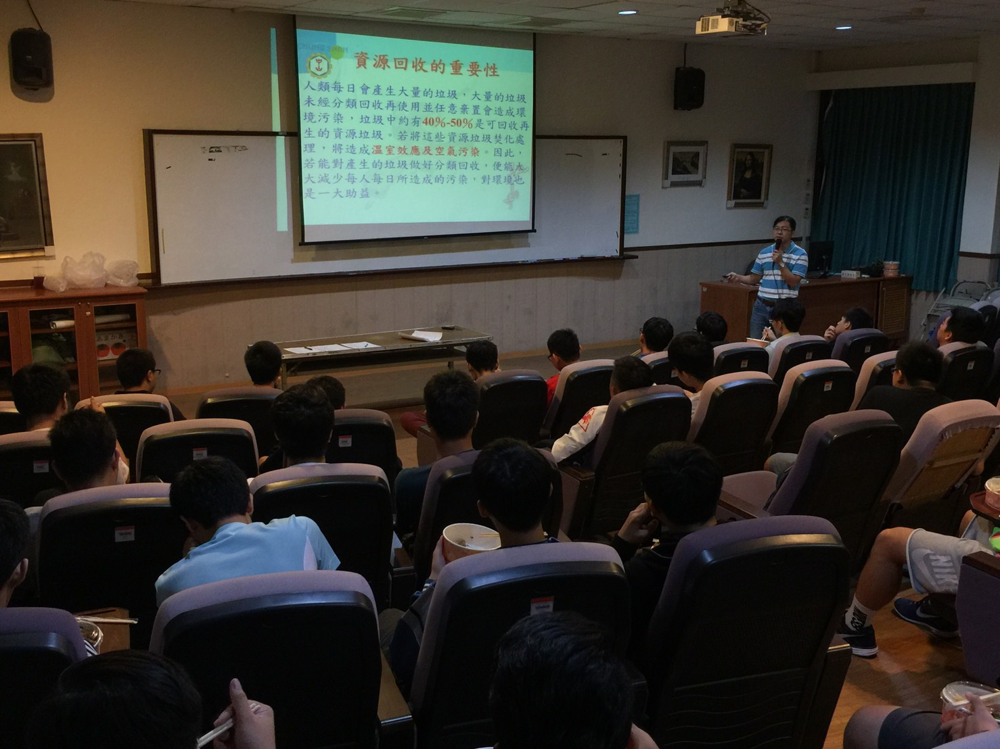 資源回收的重要性
人類每日會產生大量的垃圾，大量的垃圾
未經分類回收再使用並任意棄置會造成環
境污染，垃圾中約有40%-50%是可回收再
生的資源垃圾。若將這些資源垃圾焚化處
理，將造成溫室效應及空氣污染。因此，
若能對產生的垃圾做好分類回收，便能大
大減少每人每日所造成的污染，對環境也
是一大助益。
NIKE